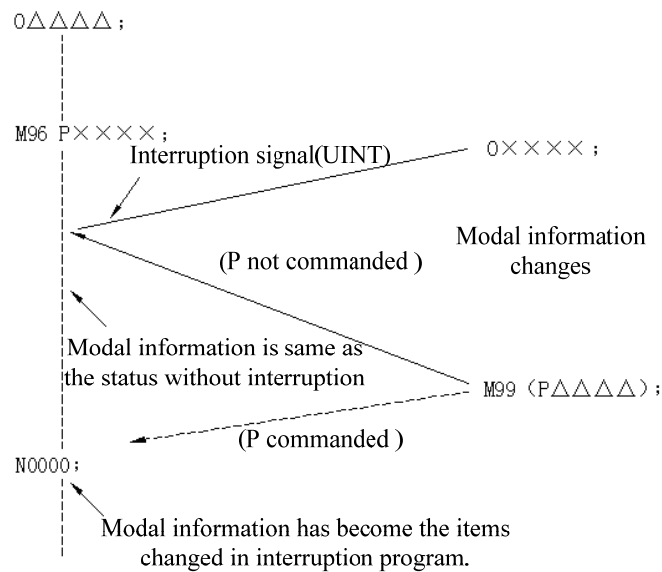 O△△△△;
M96 P××××;
Interruption signal(UINT)
O××××;
(P not commanded )
Modal information
changes
Modal information is same as
the status without interruption
M99 (P△△△△);
(P commanded )
N0000;
Modal information has become the items
changed in interruption program.